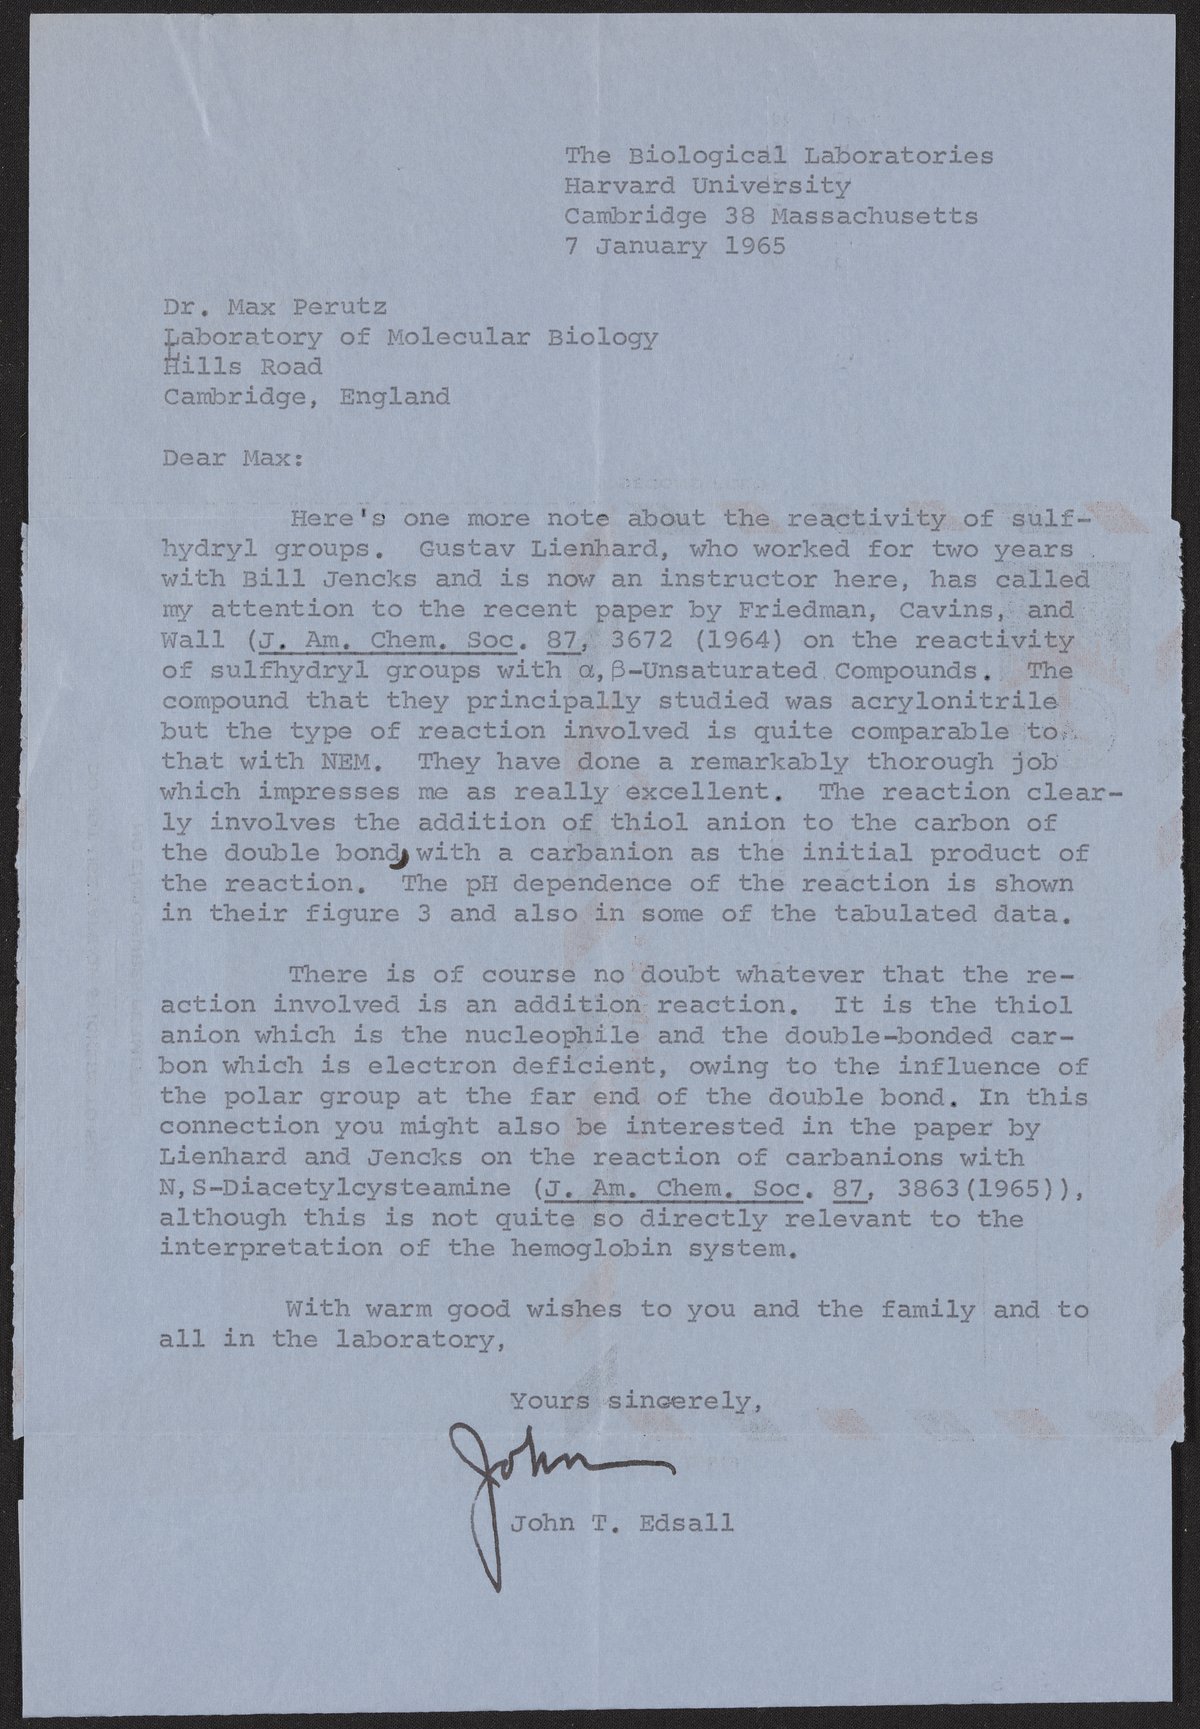 The Biological Laboratories
Harvard University
Cambridge 38 Massachusetts
7 January 1965
Dr. Max Perutz
Laboratory of Molecular Biology
Hills Road
Cambridge, England
Dear Max:
Here's one more note about the reactivity of sulf-
hydryl groups. Gustav Lienhard, who worked for two years
with Bill Jencks and is now an instructor here, has called
my attention to the recent paper by Friedman, Cavins, and
Wall (J. Am. Chem. Soc. 87, 3672 (1964) on the reactivity
of sulfhydryl groups with α,β-Unsaturated Compounds. The
compound that they principally studied was acrylonitrile
but the type of reaction involved is quite comparable to
that with NEM. They have done a remarkably thorough job
which impresses me as really excellent. The reaction clear-
ly involves the addition of thiol anion to the carbon of
the double bond, with a carbanion as the initial product of
the reaction. The pH dependence of the reaction is shown
in their figure 3 and also in some of the tabulated data.
There is of course no doubt whatever that the re-
action involved is an addition reaction. It is the thiol
anion which is the nucleophile and the double-bonded car-
bon which is electron deficient, owing to the influence of
the polar group at the far end of the double bond. In this
connection you might also be interested in the paper by
Lienhard and Jencks on the reaction of carbanions with
N,S-Diacetylcysteamine (J. Am. Chem. Soc. 87, 3863(1965)),
although this is not quite so directly relevant to the
interpretation of the hemoglobin system.
With warm good wishes to you and the family and to
all in the laboratory,
Yours sincerely,
John
John T. Edsall